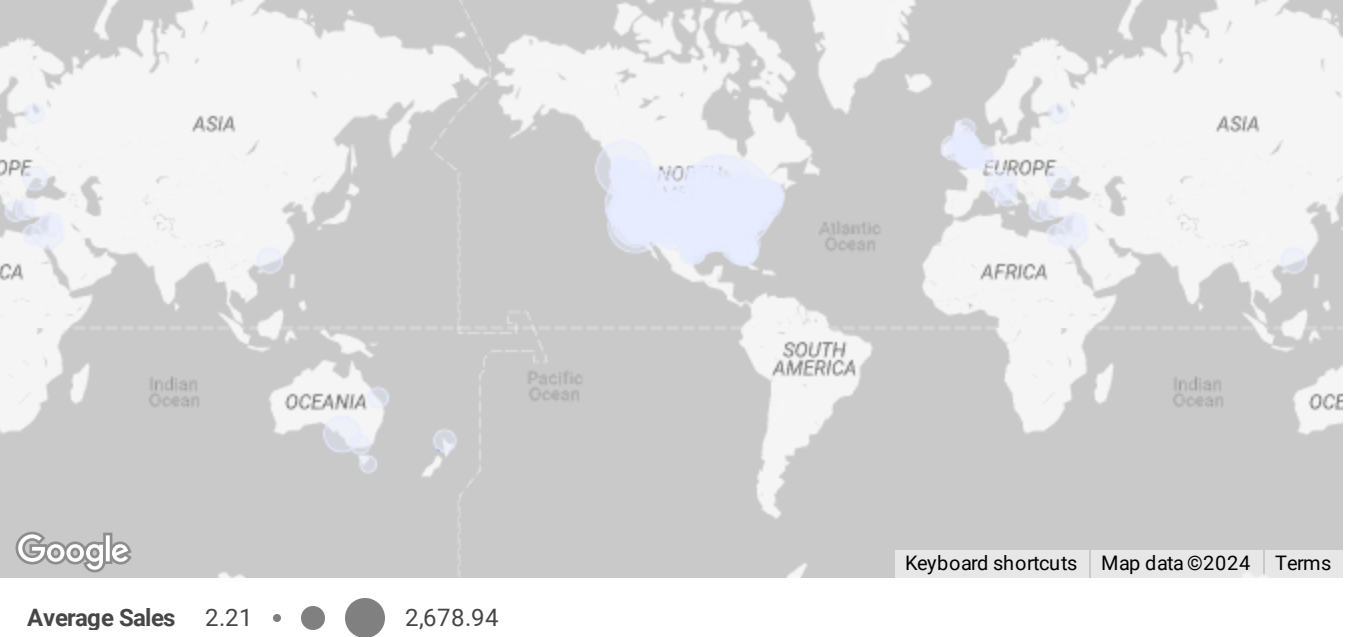 ASIA
NORTH
ASIA
OPE
EUROPE
Atlantic
Ocean
CA
AFRICA
SOUTH
AMERICA
Indian
Ocean
Pacific
Ocean
Indian
Ocean
OCEANIA
OCE
Google
Keyboard shortcuts
Map data ©2024
Terms
Average Sales 2.21 2,678.94